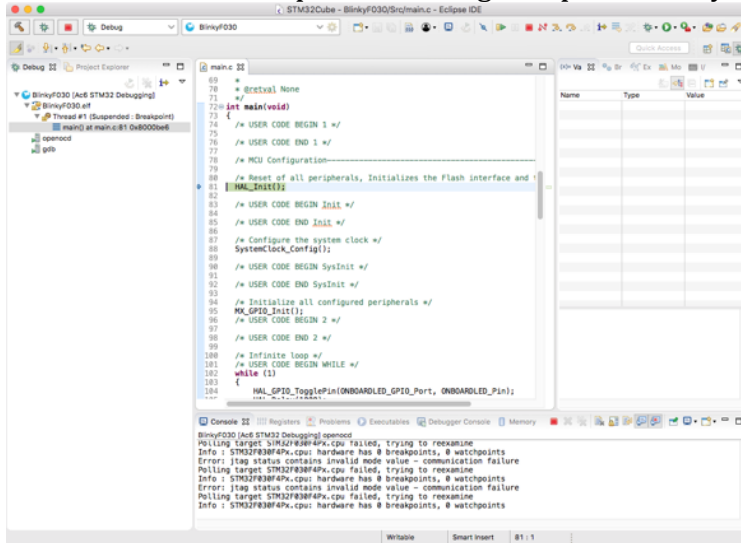 STM32Cube - BlinkyF030/Src/main.c - Eclipse IDE
Debug
BlinkyF030
Quick Access
Debug
Project Explorer
BlinkyF030 [Ac6 STM32 Debugging]
BlinkyF030.elf
Thread #1 (Suspended : Breakpoint)
main() at main.c:81 0x8000be6
openocd
gdb
main.c
69 *
70 * @retval None
71 */
72 int main(void)
73 {
74 /* USER CODE BEGIN 1 */
75
76 /* USER CODE END 1 */
77
78 /* MCU Configuration----------------------------------------------------------
79
80 /* Reset of all peripherals, Initializes the Flash interface and
81 HAL_Init();
82
83 /* USER CODE BEGIN Init */
84
85 /* USER CODE END Init */
86
87 /* Configure the system clock */
88 SystemClock_Config();
89
90 /* USER CODE BEGIN SysInit */
91
92 /* USER CODE END SysInit */
93
94 /* Initialize all configured peripherals */
95 MX_GPIO_Init();
96 /* USER CODE BEGIN 2 */
97
98 /* USER CODE END 2 */
99
100 /* Infinite loop */
101 /* USER CODE BEGIN WHILE */
102 while (1)
103 {
104 HAL_GPIO_TogglePin(ONBOARDLED_GPIO_Port, ONBOARDLED_Pin);
(x)= Va
Br
Ex
Mo
Name Type Value
Console
Registers
Problems
Executables
Debugger Console
Memory
BlinkyF030 [Ac6 STM32 Debugging] openocd
Polling target STM32F030F4Px.cpu failed, trying to reexamine
Info : STM32F030F4Px.cpu: hardware has 0 breakpoints, 0 watchpoints
Error: jtag status contains invalid mode value - communication failure
Polling target STM32F030F4Px.cpu failed, trying to reexamine
Info : STM32F030F4Px.cpu: hardware has 0 breakpoints, 0 watchpoints
Error: jtag status contains invalid mode value - communication failure
Polling target STM32F030F4Px.cpu failed, trying to reexamine
Info : STM32F030F4Px.cpu: hardware has 0 breakpoints, 0 watchpoints
Writable
Smart Insert
81 : 1